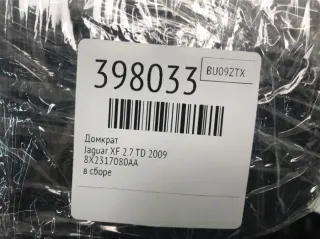 398033
BU09ZTX
Домкрат
Jaguar XF 2.7 TD 2009
8X2317080AA
в сборе